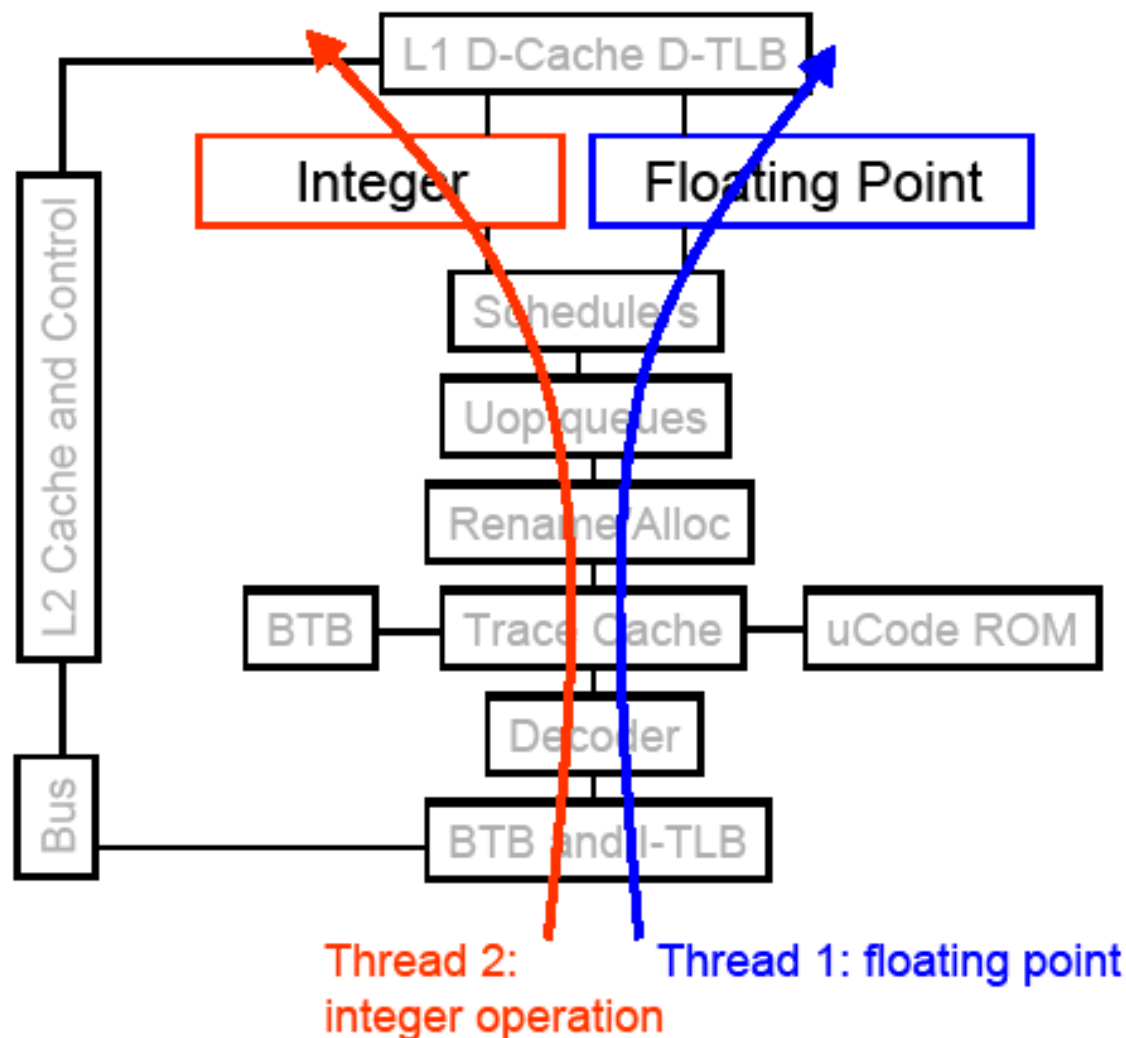 L1 D-Cache D-TLB
Integer
Floating Point
L2 Cache and Control
Schedulers
Uop queues
Rename/Alloc
BTB
Trace Cache
uCode ROM
Decoder
Bus
BTB and I-TLB
Thread 2:
integer operation
Thread 1: floating point